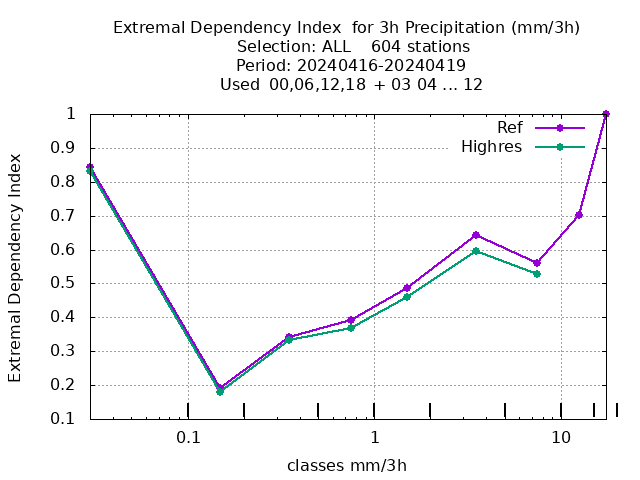 Extremal Dependency Index  for 3h Precipitation (mm/3h)
Selection: ALL    604 stations
Period: 20240416-20240419
Used  00,06,12,18  + 03 04 ... 12
Ref
Highres
Extremal Dependency Index
1
0.9
0.8
0.7
0.6
0.5
0.4
0.3
0.2
0.1
0.1
1
10
classes mm/3h